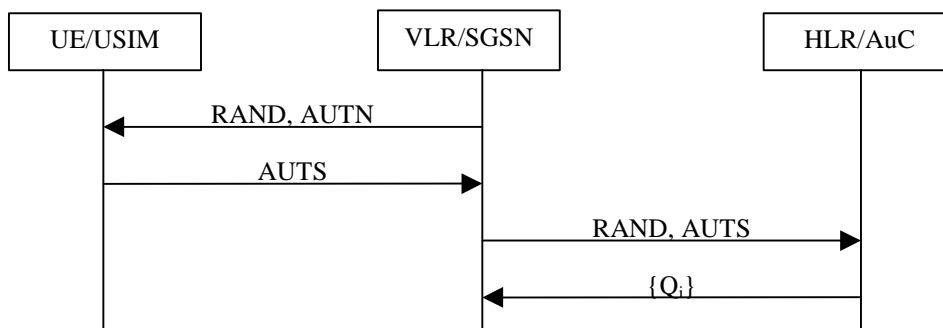 UE/USIM
VLR/SGSN
HLR/AuC
RAND, AUTN
AUTS
RAND, AUTS
{Qᵢ}